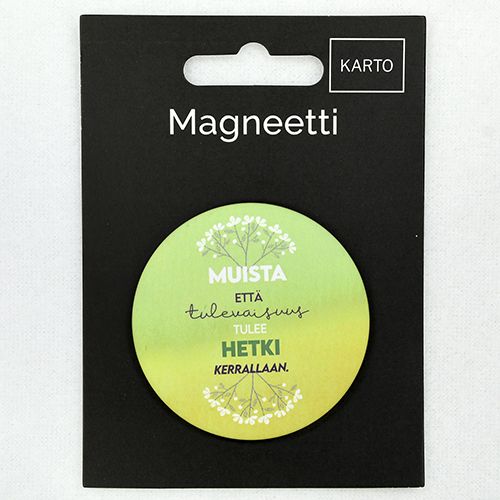 KARTO
Magneetti
MUISTA
ETTÄ
tulevaisuus
TULEE
HETKI
KERRALLAAN.